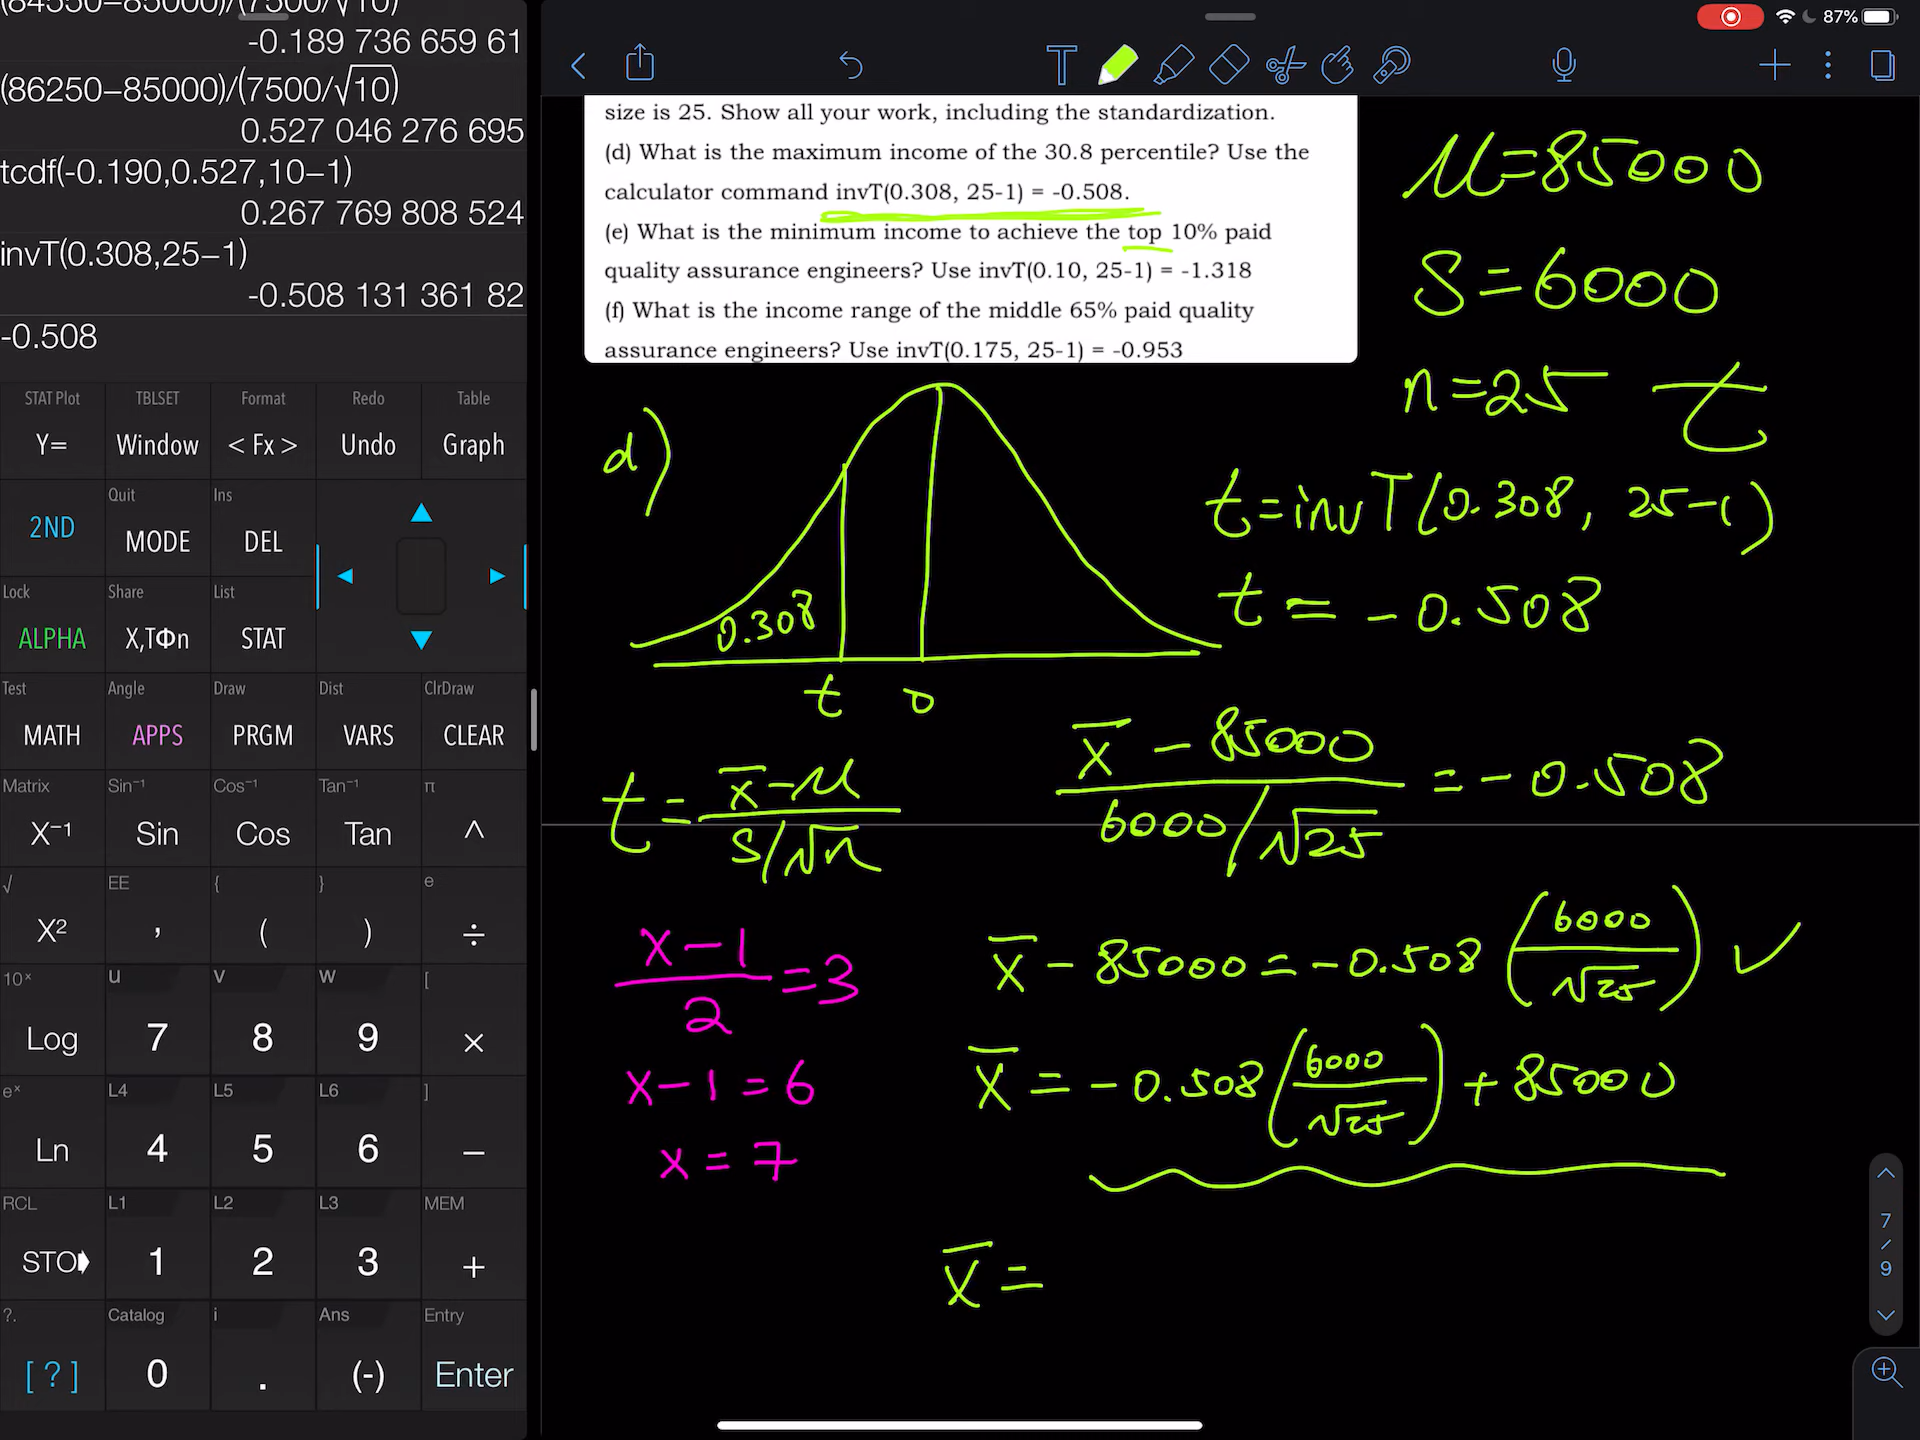 (84550–85000)/(7500/√10)
-0.189 736 659 61
(86250–85000)/(7500/√10)
0.527 046 276 695
tcdf(-0.190,0.527,10–1)
0.267 769 808 524
invT(0.308,25–1)
-0.508 131 361 82
-0.508
STAT Plot TBLSET Format Redo Table
Y= Window < Fx > Undo Graph
Quit Ins
2ND MODE DEL
Lock Share List
ALPHA X,TΦn STAT
Test Angle Draw Dist ClrDraw
MATH APPS PRGM VARS CLEAR
Matrix Sin⁻¹ Cos⁻¹ Tan⁻¹ π
X⁻¹ Sin Cos Tan ^
√ EE { } e
X² , ( ) ÷
10ˣ u v w [
Log 7 8 9 ×
eˣ L4 L5 L6 ]
Ln 4 5 6 –
RCL L1 L2 L3 MEM
STO 1 2 3 +
?. Catalog i Ans Entry
[ ? ] 0 . (-) Enter
87%
T
size is 25. Show all your work, including the standardization.
(d) What is the maximum income of the 30.8 percentile? Use the
calculator command invT(0.308, 25-1) = -0.508.
(e) What is the minimum income to achieve the top 10% paid
quality assurance engineers? Use invT(0.10, 25-1) = -1.318
(f) What is the income range of the middle 65% paid quality
assurance engineers? Use invT(0.175, 25-1) = -0.953
μ=85000
S=6000
n=25 t
d)
0.308
t 0
t=invT(0.308, 25-1)
t = -0.508
t = (x̄-μ)/(S/√n)
(x̄ - 85000)/(6000/√25) = -0.508
(x-1)/2 = 3
x-1 = 6
x = 7
x̄ - 85000 = -0.508 (6000/√25) ✓
x̄ = -0.508 (6000/√25) + 85000
x̄ =
7
/
9